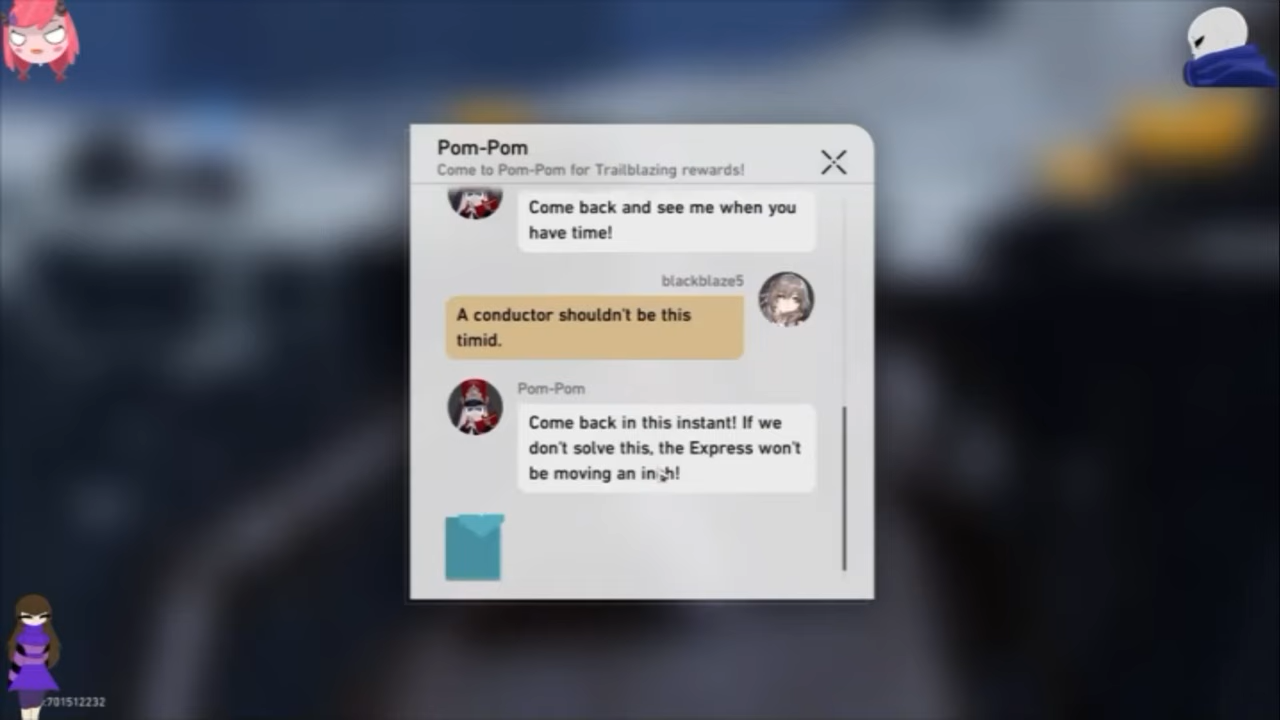 Pom-Pom
Come to Pom-Pom for Trailblazing rewards!
Come back and see me when you
have time!
blackblaze5
A conductor shouldn't be this
timid.
Pom-Pom
Come back in this instant! If we
don't solve this, the Express won't
be moving an inch!
:701512232